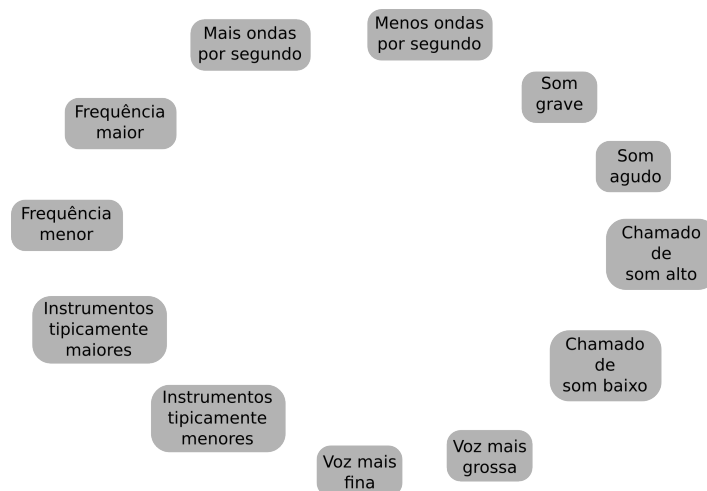 Mais ondas
por segundo
Menos ondas
por segundo
Som
grave
Frequência
maior
Som
agudo
Frequência
menor
Chamado
de
som alto
Instrumentos
tipicamente
maiores
Chamado
de
som baixo
Instrumentos
tipicamente
menores
Voz mais
fina
Voz mais
grossa